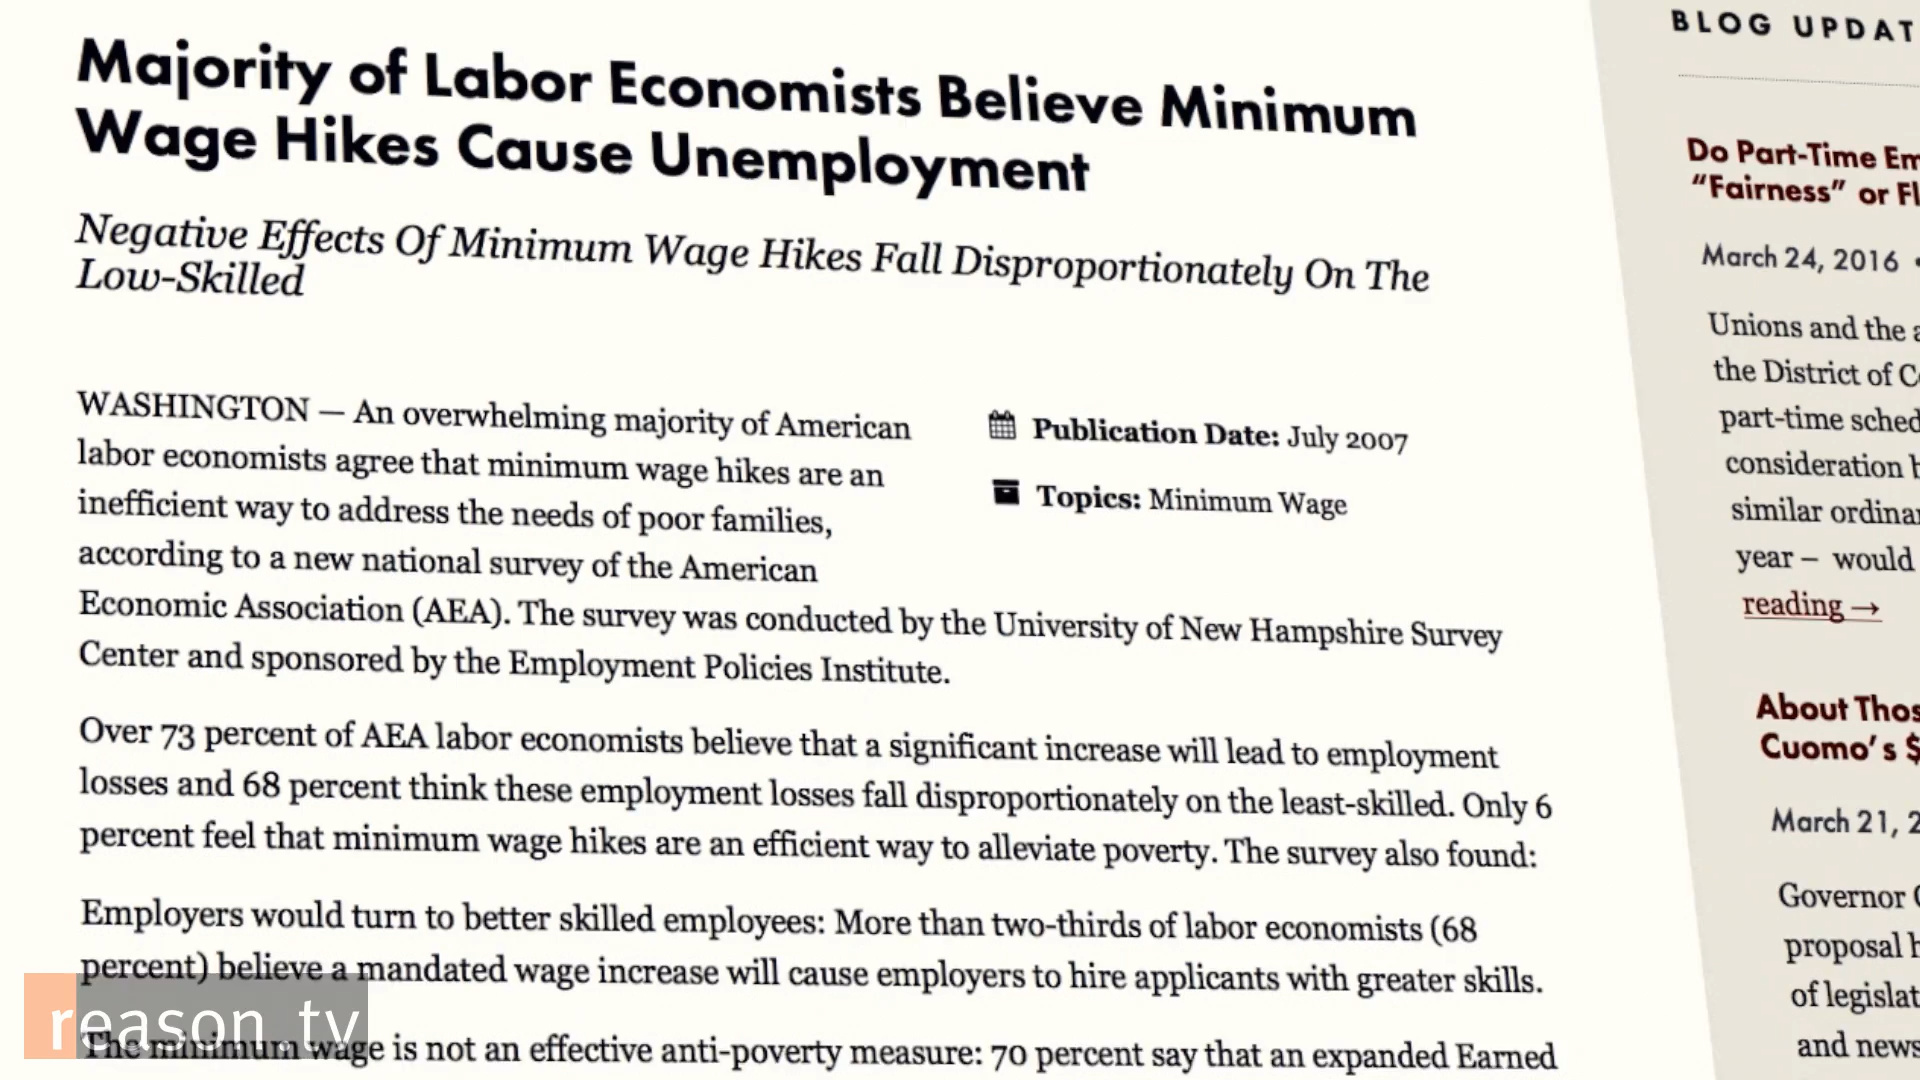 Majority of Labor Economists Believe Minimum
Wage Hikes Cause Unemployment
Negative Effects Of Minimum Wage Hikes Fall Disproportionately On The
Low-Skilled
WASHINGTON — An overwhelming majority of American
labor economists agree that minimum wage hikes are an
inefficient way to address the needs of poor families,
according to a new national survey of the American
Economic Association (AEA). The survey was conducted by the University of New Hampshire Survey
Center and sponsored by the Employment Policies Institute.
Publication Date: July 2007
Topics: Minimum Wage
Over 73 percent of AEA labor economists believe that a significant increase will lead to employment
losses and 68 percent think these employment losses fall disproportionately on the least-skilled. Only 6
percent feel that minimum wage hikes are an efficient way to alleviate poverty. The survey also found:
Employers would turn to better skilled employees: More than two-thirds of labor economists (68
percent) believe a mandated wage increase will cause employers to hire applicants with greater skills.
The minimum wage is not an effective anti-poverty measure: 70 percent say that an expanded Earned
reason.tv
BLOG UPDAT
Do Part-Time Em
“Fairness” or Fl
March 24, 2016 •
Unions and the a
the District of C
part-time sched
consideration b
similar ordinan
year – would
reading →
About Thos
Cuomo’s $
March 21, 2
Governor C
proposal h
of legislat
and news